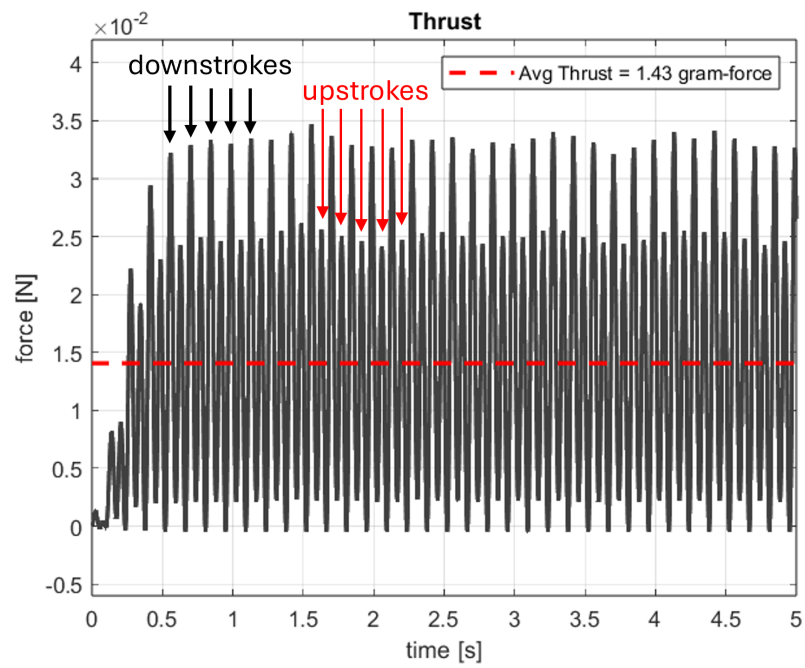 Thrust
×10⁻²
downstrokes
Avg Thrust = 1.43 gram-force
upstrokes
4
3.5
3
2.5
2
1.5
1
0.5
0
-0.5
force [N]
0 0.5 1 1.5 2 2.5 3 3.5 4 4.5 5
time [s]